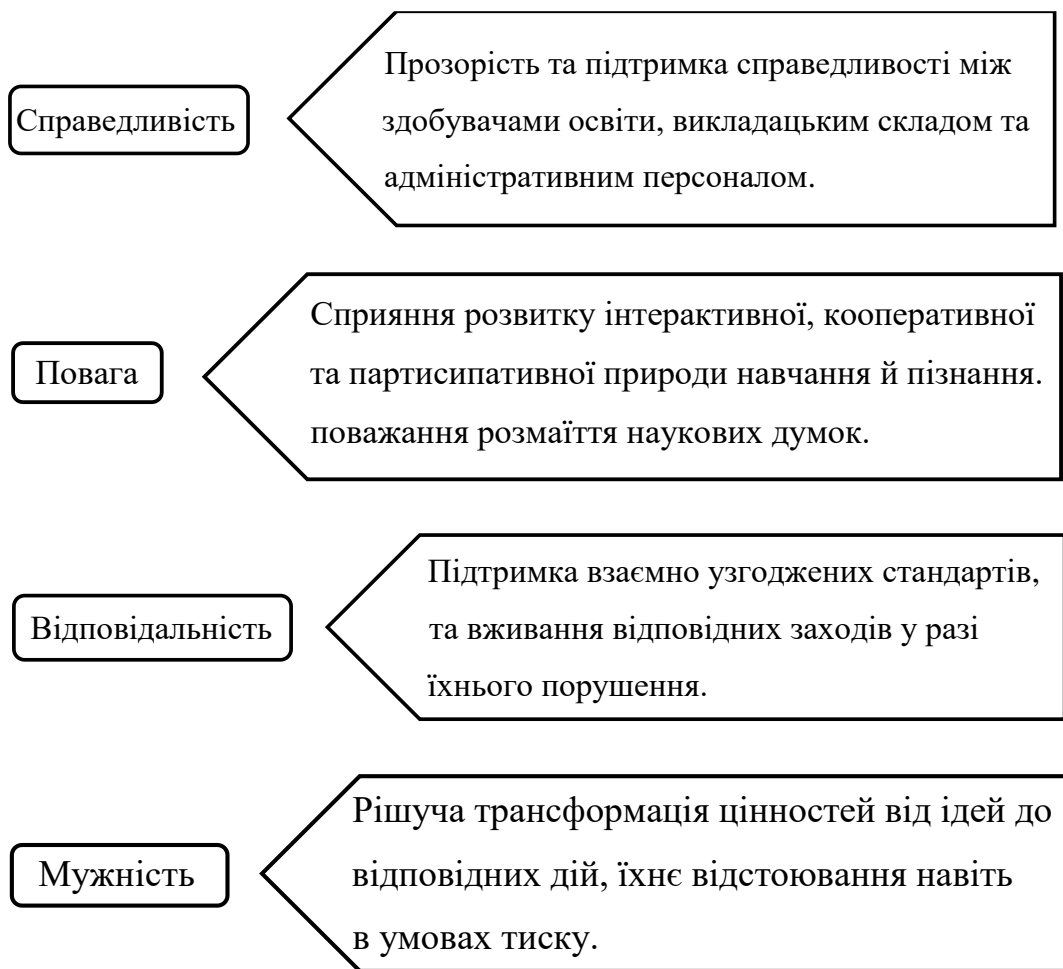 Справедливість
Прозорість та підтримка справедливості між
здобувачами освіти, викладацьким складом та
адміністративним персоналом.
Повага
Сприяння розвитку інтерактивної, кооперативної
та партисипативної природи навчання й пізнання.
поважання розмаїття наукових думок.
Відповідальність
Підтримка взаємно узгоджених стандартів,
та вживання відповідних заходів у разі
їхнього порушення.
Мужність
Рішуча трансформація цінностей від ідей до
відповідних дій, їхнє відстоювання навіть
в умовах тиску.